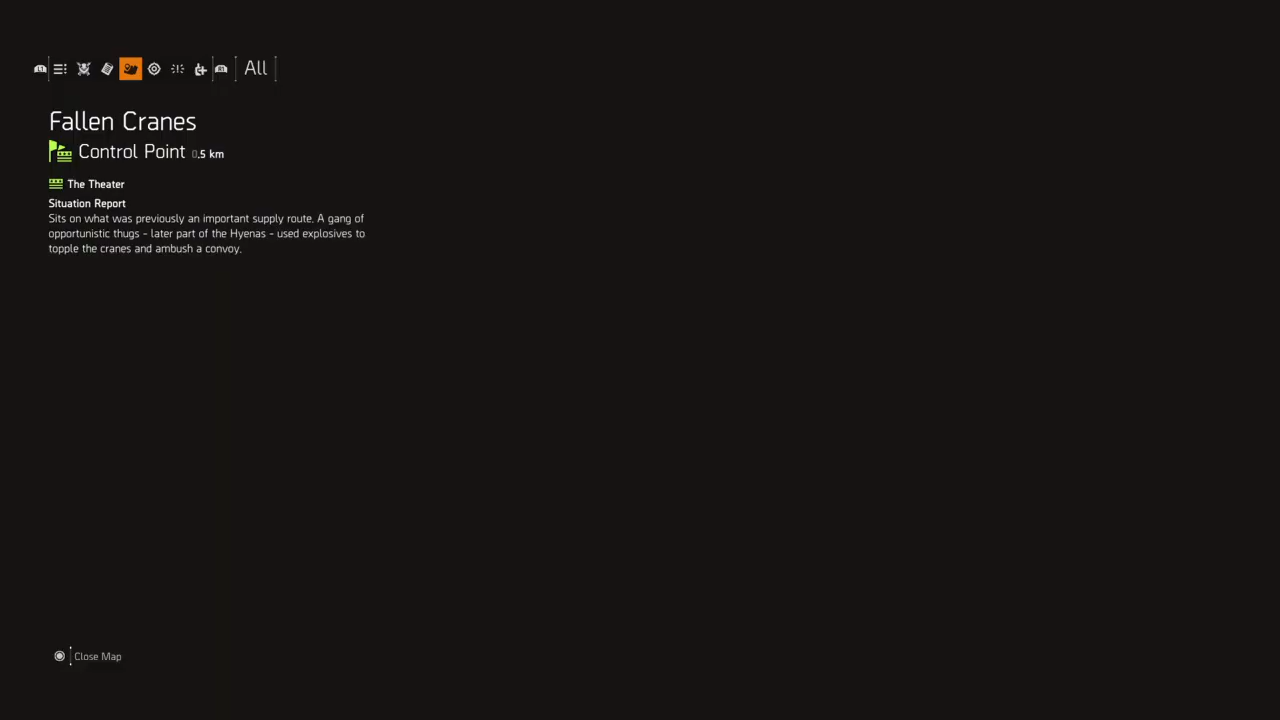 L1 R1 All
Fallen Cranes
Control Point 0.5 km
The Theater
Situation Report
Sits on what was previously an important supply route. A gang of
opportunistic thugs - later part of the Hyenas - used explosives to
topple the cranes and ambush a convoy.
Close Map